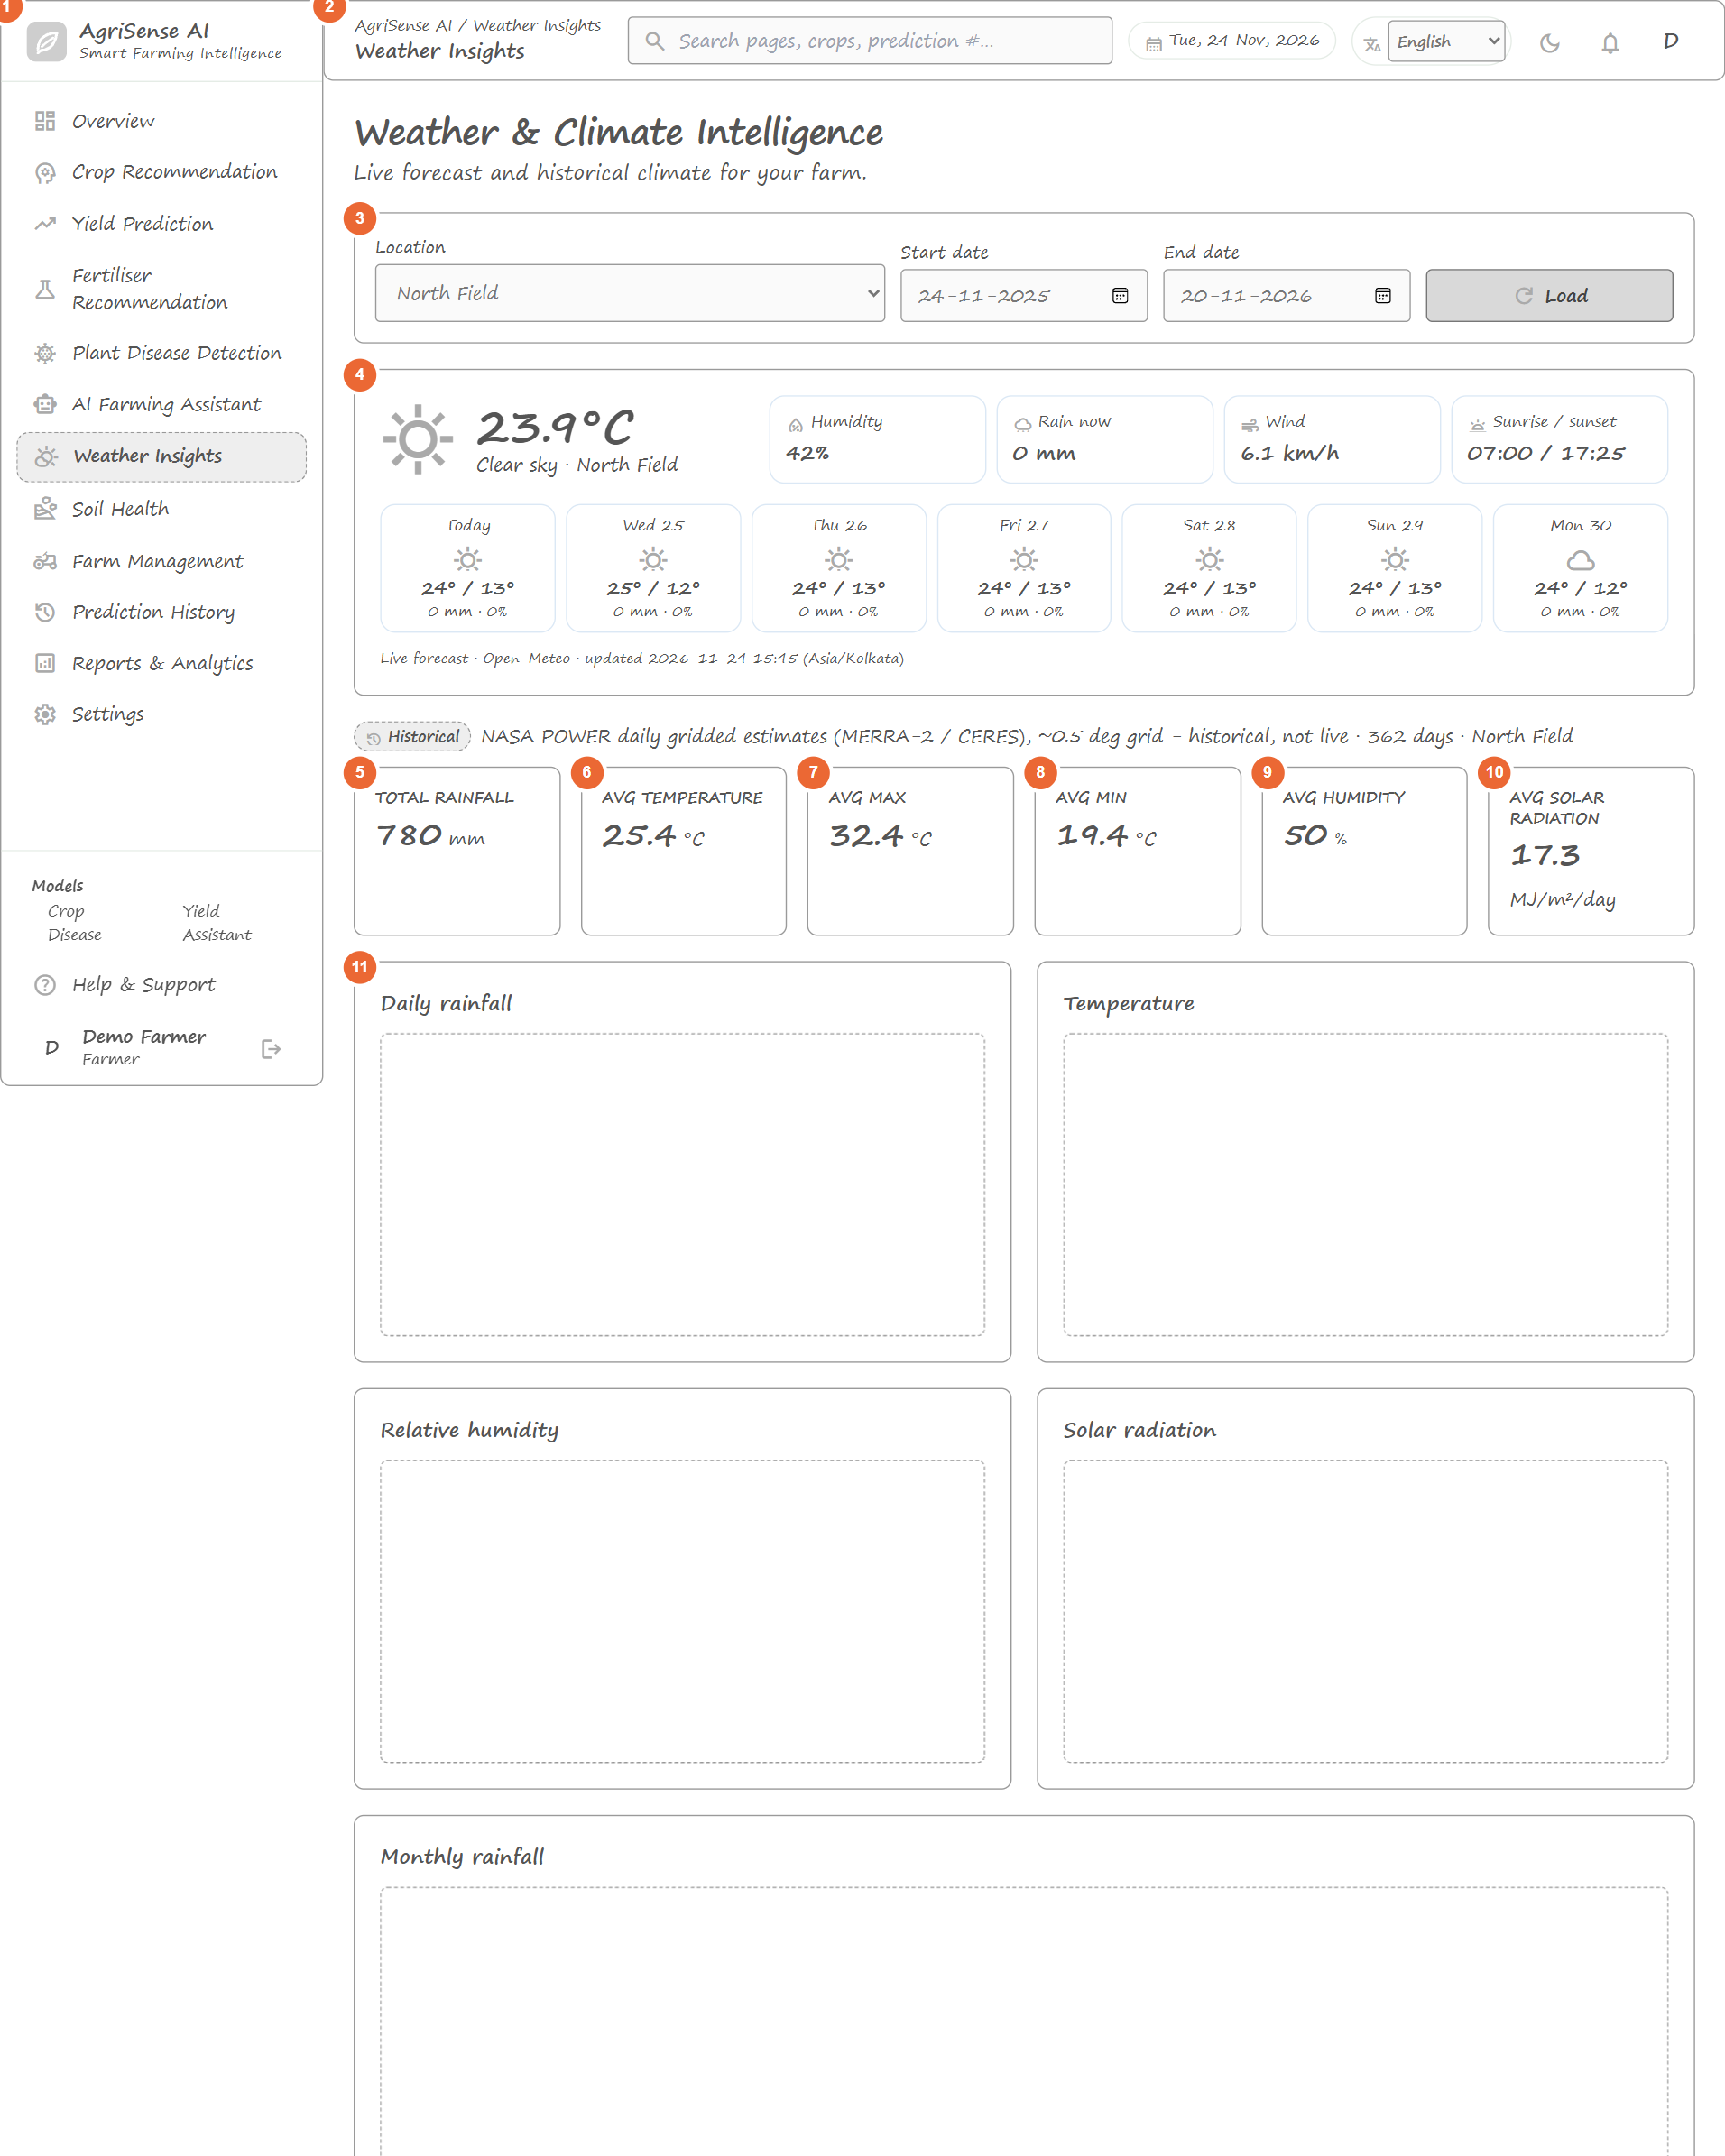 1
AgriSense AI
Smart Farming Intelligence
Overview
Crop Recommendation
Yield Prediction
Fertiliser
Recommendation
Plant Disease Detection
AI Farming Assistant
Weather Insights
Soil Health
Farm Management
Prediction History
Reports & Analytics
Settings
Models
Crop
Yield
Disease
Assistant
Help & Support
D
Demo Farmer
Farmer
2
AgriSense AI / Weather Insights
Weather Insights
Search pages, crops, prediction #...
Tue, 24 Nov, 2026
English
D
Weather & Climate Intelligence
Live forecast and historical climate for your farm.
3
Location
North Field
Start date
24-11-2025
End date
20-11-2026
Load
4
23.9°C
Clear sky · North Field
Humidity
42%
Rain now
0 mm
Wind
6.1 km/h
Sunrise / sunset
07:00 / 17:25
Today
24° / 13°
0 mm · 0%
Wed 25
25° / 12°
0 mm · 0%
Thu 26
24° / 13°
0 mm · 0%
Fri 27
24° / 13°
0 mm · 0%
Sat 28
24° / 13°
0 mm · 0%
Sun 29
24° / 13°
0 mm · 0%
Mon 30
24° / 12°
0 mm · 0%
Live forecast · Open-Meteo · updated 2026-11-24 15:45 (Asia/Kolkata)
Historical
NASA POWER daily gridded estimates (MERRA-2 / CERES), ~0.5 deg grid - historical, not live · 362 days · North Field
5
TOTAL RAINFALL
780 mm
6
AVG TEMPERATURE
25.4 °C
7
AVG MAX
32.4 °C
8
AVG MIN
19.4 °C
9
AVG HUMIDITY
50 %
10
AVG SOLAR
RADIATION
17.3
MJ/m²/day
11
Daily rainfall
Temperature
Relative humidity
Solar radiation
Monthly rainfall